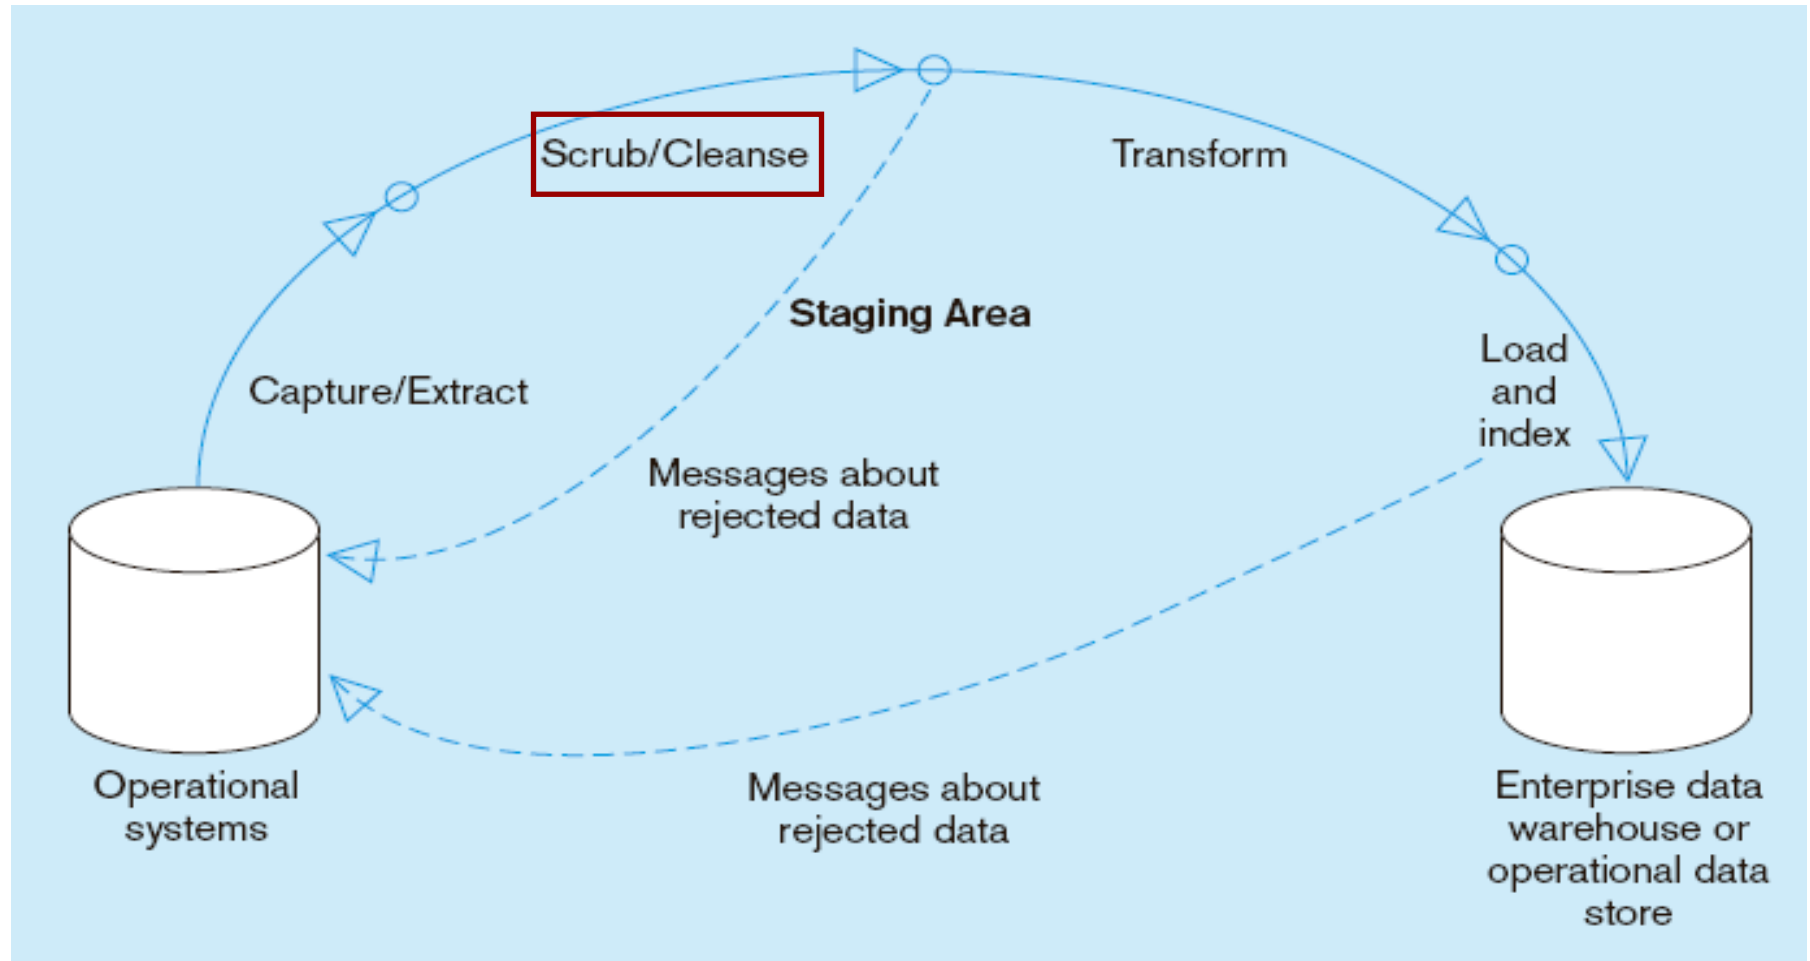 Scrub/Cleanse
Transform
Staging Area
Capture/Extract
Load
and
index
Messages about
rejected data
Operational
systems
Messages about
rejected data
Enterprise data
warehouse or
operational data
store